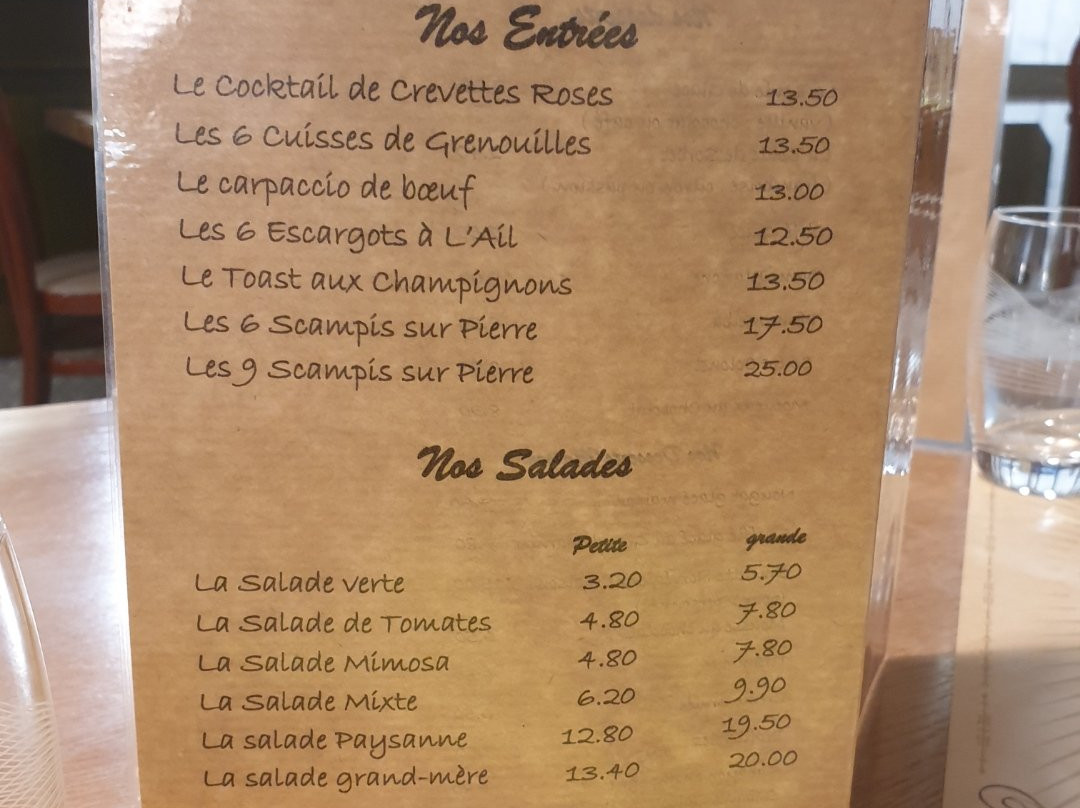 Nos Entrées
Le Cocktail de Crevettes Roses 13.50
Les 6 Cuisses de Grenouilles 13.50
Le carpaccio de bœuf 13.00
Les 6 Escargots à L'Ail 12.50
Le Toast aux Champignons 13.50
Les 6 Scampis sur Pierre 17.50
Les 9 Scampis sur Pierre 25.00
Nos Salades
Petite grande
La Salade verte 3.20 5.70
La Salade de Tomates 4.80 7.80
La Salade Mimosa 4.80 7.80
La Salade Mixte 6.20 9.90
La salade Paysanne 12.80 19.50
La salade grand-mère 13.40 20.00